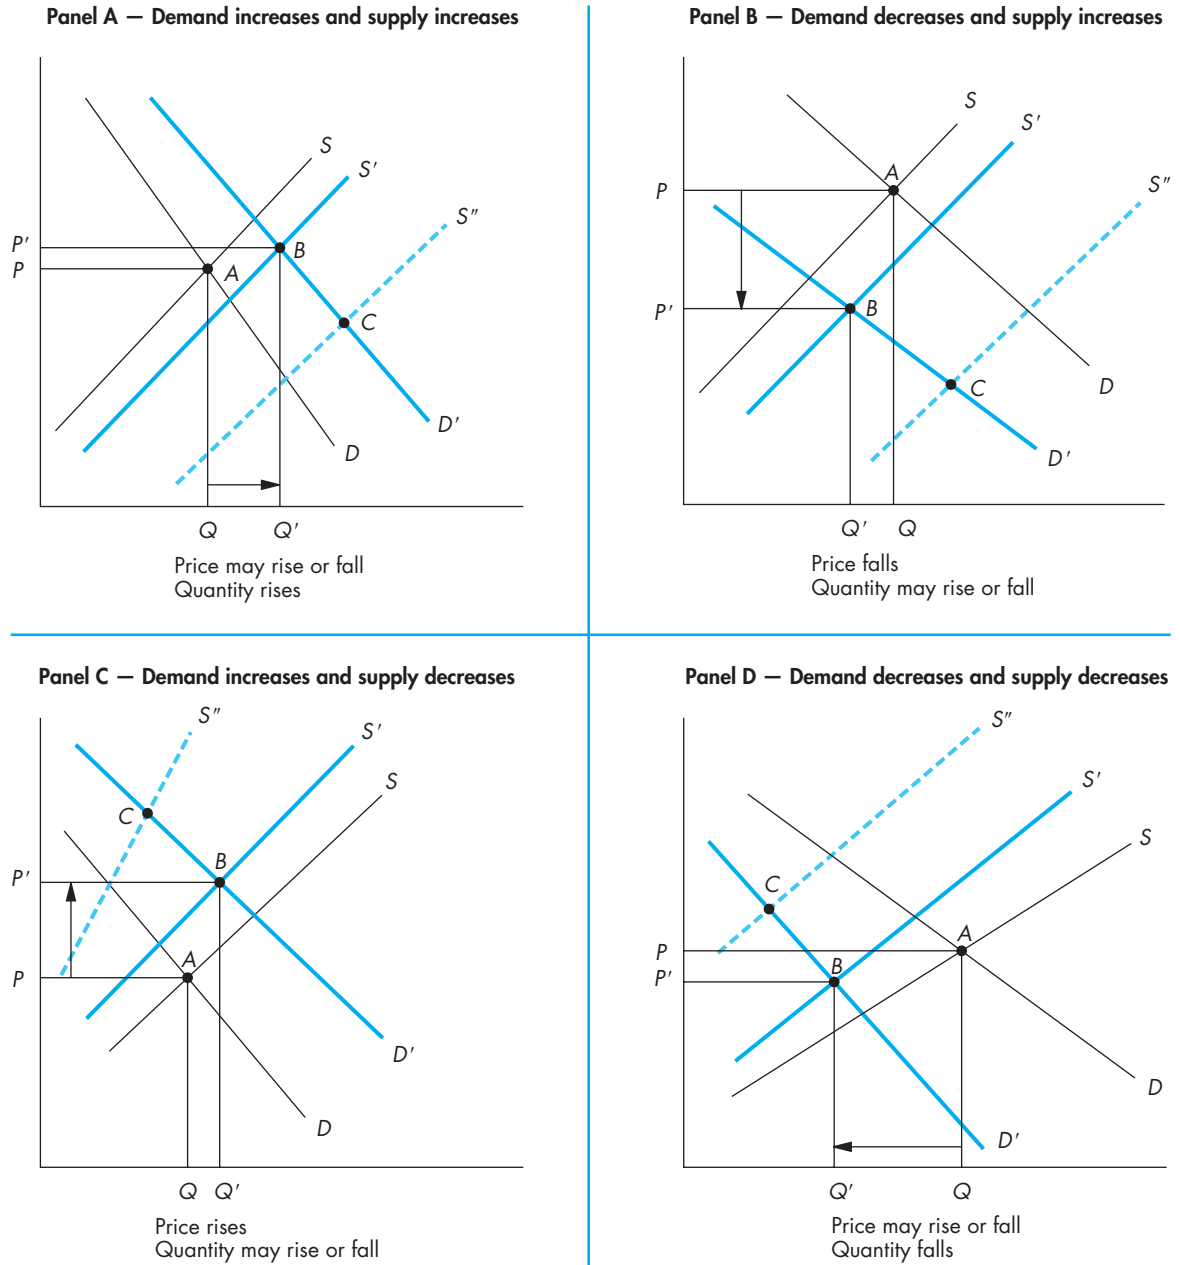 Panel A — Demand increases and supply increases
S
S′
S″
P′
B
P
A
C
D′
D
Q Q′
Price may rise or fall
Quantity rises
Panel B — Demand decreases and supply increases
S
S′
A
S″
P
P′
B
C
D
D′
Q′ Q
Price falls
Quantity may rise or fall
Panel C — Demand increases and supply decreases
S″
S′
S
C
B
P′
A
P
D′
D
Q Q′
Price rises
Quantity may rise or fall
Panel D — Demand decreases and supply decreases
S″
S′
S
C
A
P
B
P′
D
D′
Q′ Q
Price may rise or fall
Quantity falls